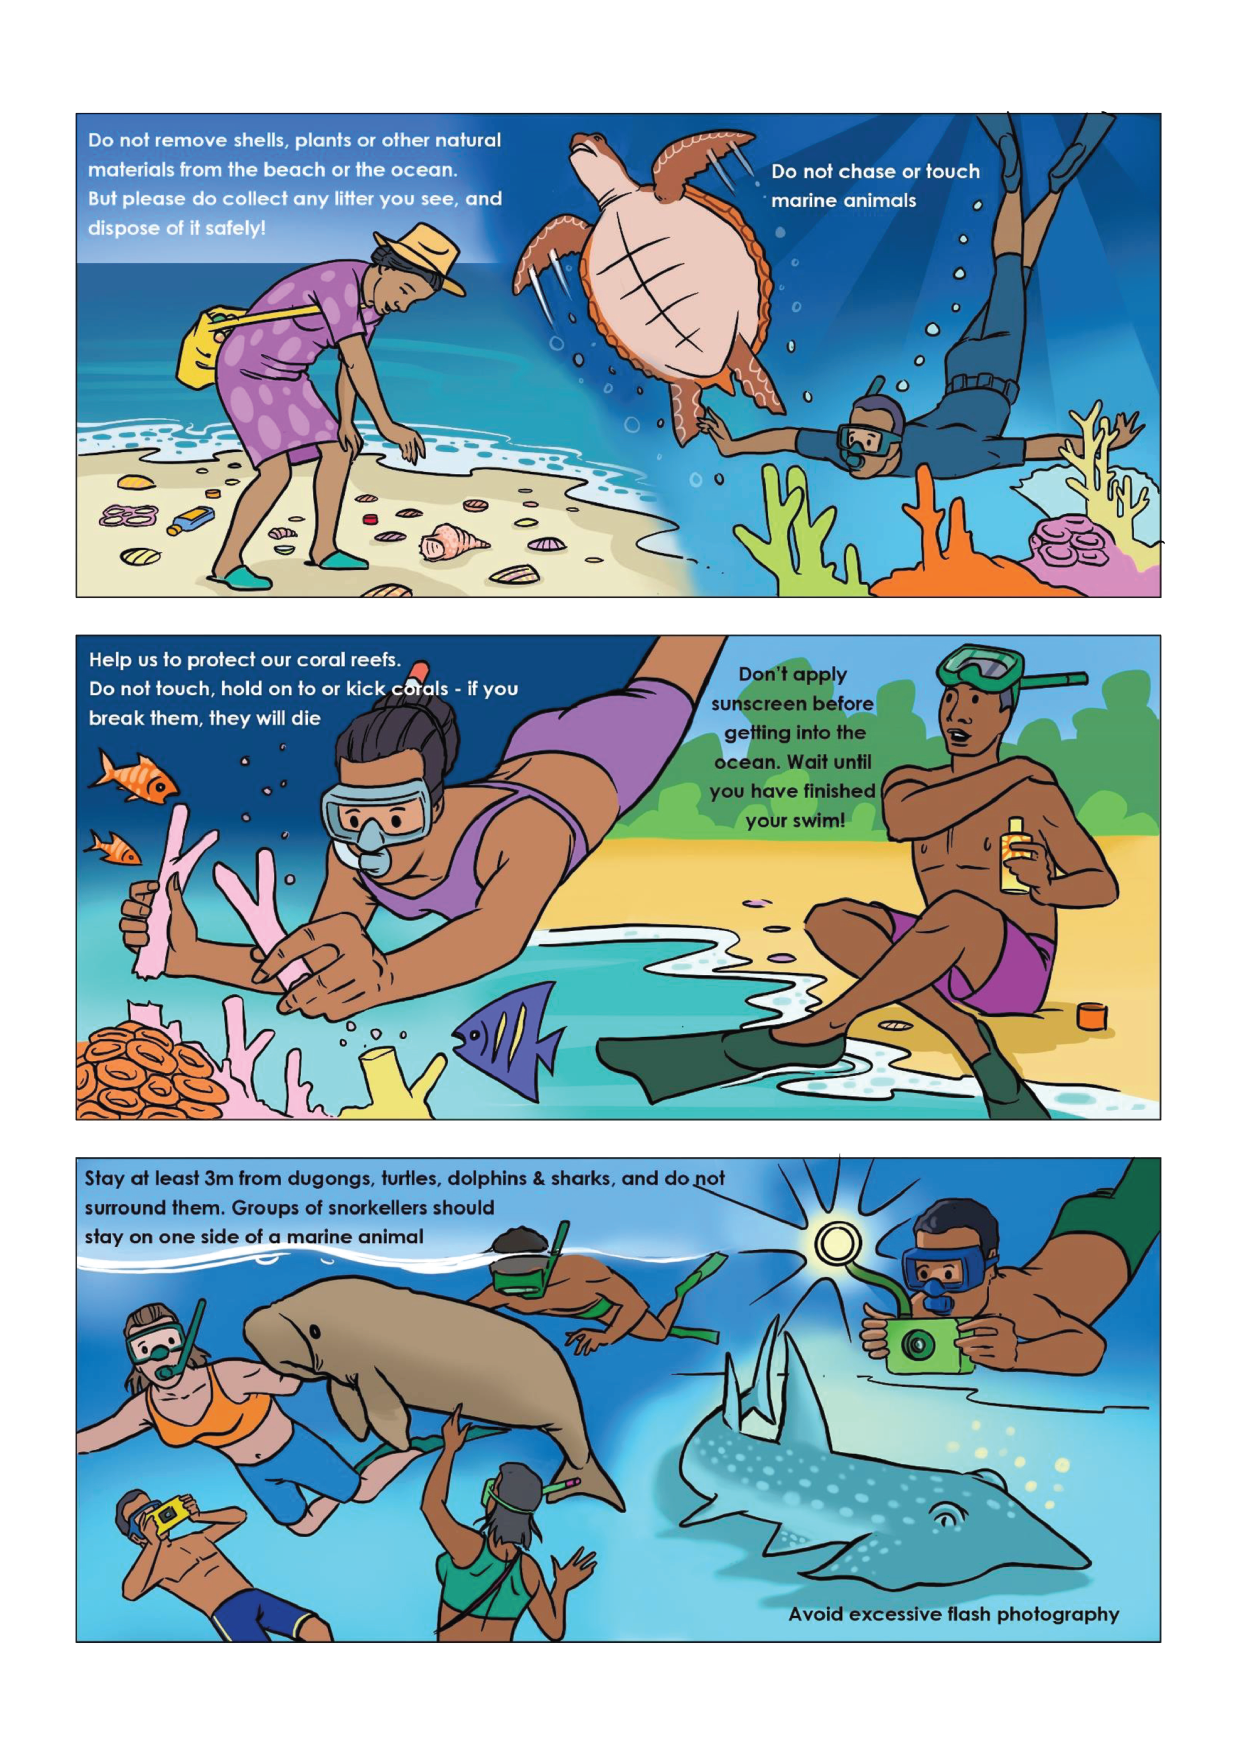 Do not remove shells, plants or other natural
materials from the beach or the ocean.
But please do collect any litter you see, and
dispose of it safely!
Do not chase or touch
marine animals
Help us to protect our coral reefs.
Do not touch, hold on to or kick corals - if you
break them, they will die
Don't apply
sunscreen before
getting into the
ocean. Wait until
you have finished
your swim!
Stay at least 3m from dugongs, turtles, dolphins & sharks, and do not
surround them. Groups of snorkellers should
stay on one side of a marine animal
Avoid excessive flash photography